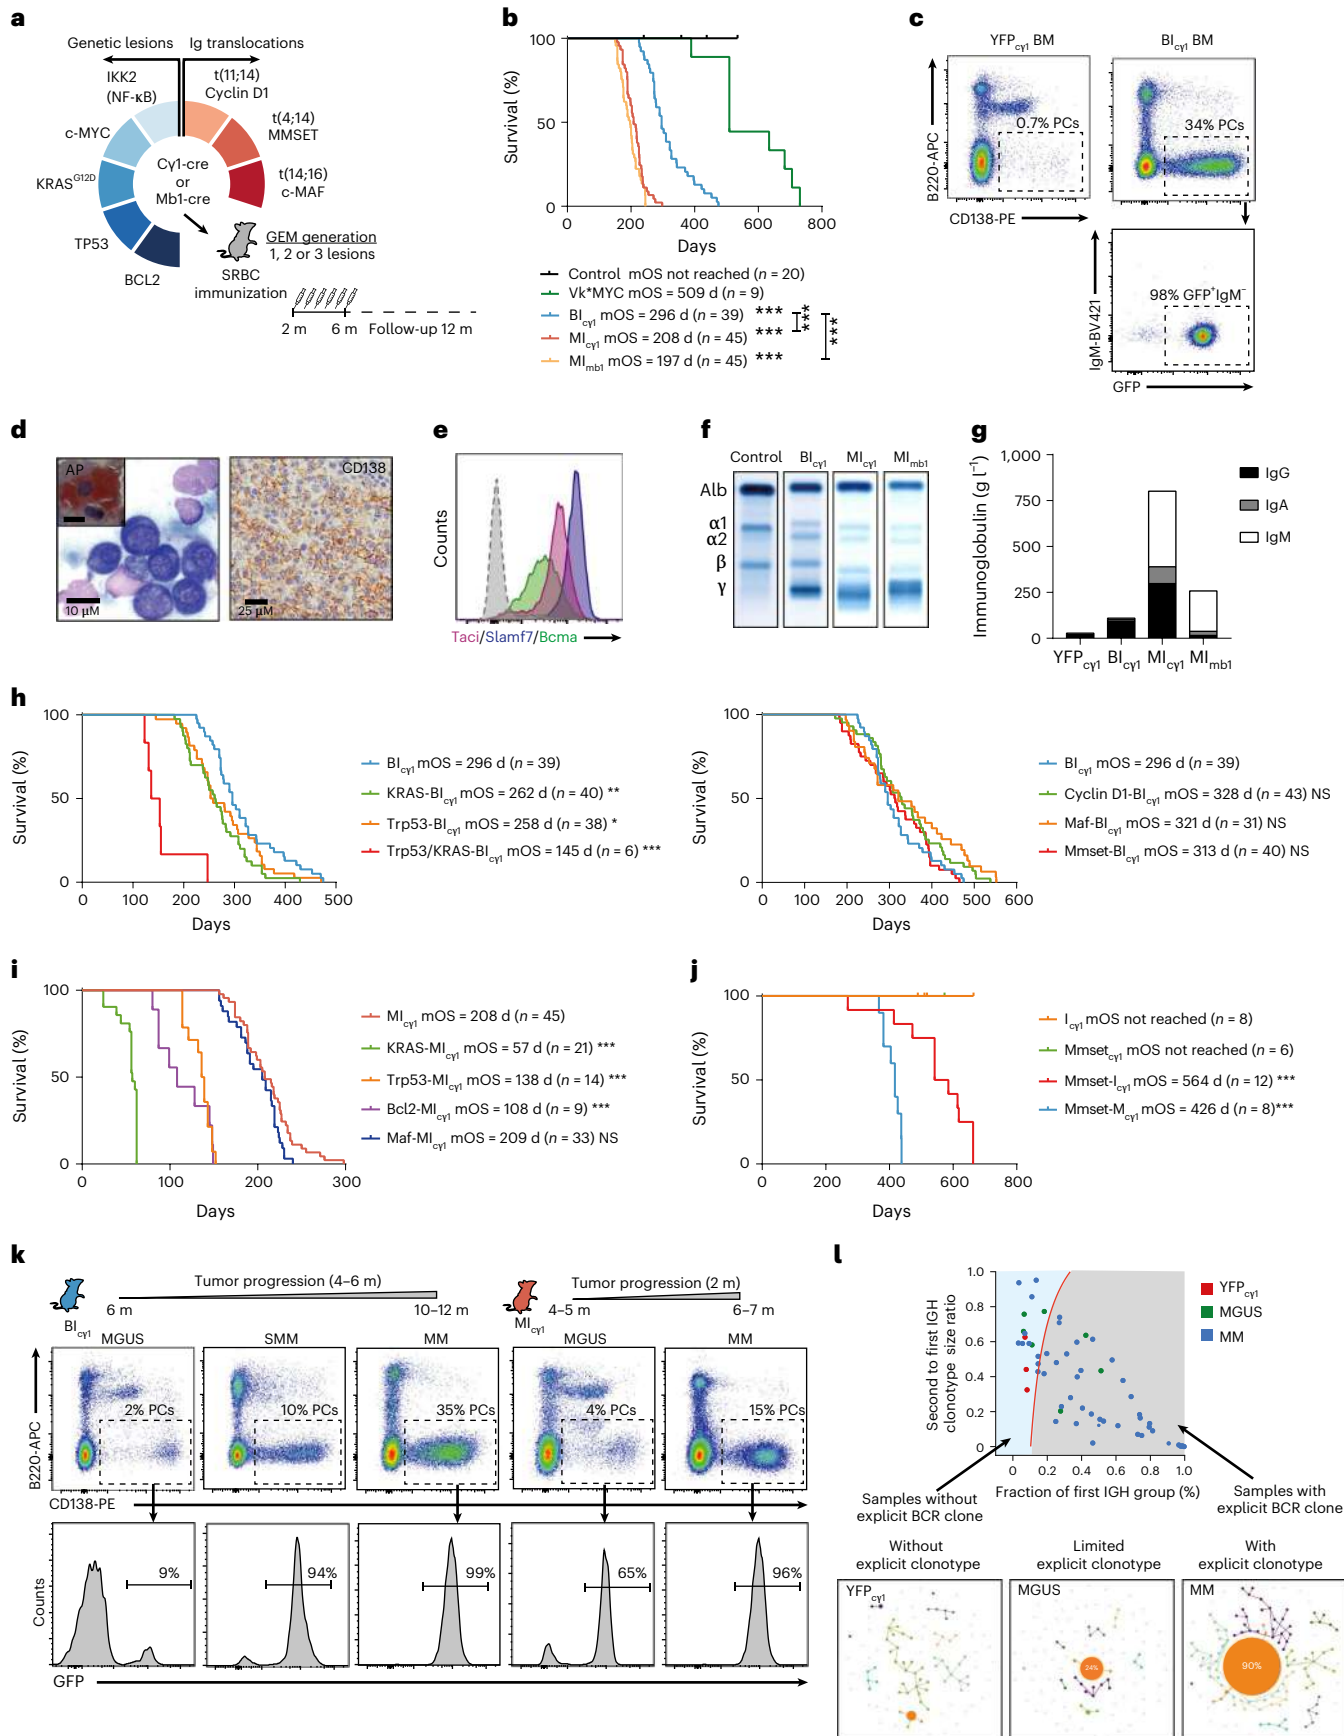 a
Genetic lesions
Ig translocations
IKK2
(NF-κB)
t(11;14)
Cyclin D1
c-MYC
t(4;14)
MMSET
KRASG12D
t(14;16)
c-MAF
TP53
BCL2
Cγ1-cre
or
Mb1-cre
GEM generation
1, 2 or 3 lesions
SRBC
immunization
2 m
6 m
Follow-up 12 m
b
Survival (%)
100
50
0
0
200
400
600
800
Days
Control mOS not reached (n = 20)
Vk*MYC mOS = 509 d (n = 9)
BIcγ1 mOS = 296 d (n = 39) ***
MIcγ1 mOS = 208 d (n = 45) ***
MImb1 mOS = 197 d (n = 45) ***
***
***
c
YFPcγ1 BM
BIcγ1 BM
B220-APC
0.7% PCs
34% PCs
CD138-PE
IgM-BV421
98% GFP+IgM−
GFP
d
AP
10 μM
CD138
25 μM
e
Counts
Taci/Slamf7/Bcma
f
Control
BIcγ1
MIcγ1
MImb1
Alb
α1
α2
β
γ
g
Immunoglobulin (g l−1)
1,000
750
500
250
0
YFPcγ1
BIcγ1
MIcγ1
MImb1
IgG
IgA
IgM
h
Survival (%)
100
50
0
0
100
200
300
400
500
Days
BIcγ1 mOS = 296 d (n = 39)
KRAS-BIcγ1 mOS = 262 d (n = 40) **
Trp53-BIcγ1 mOS = 258 d (n = 38) *
Trp53/KRAS-BIcγ1 mOS = 145 d (n = 6) ***
Survival (%)
100
50
0
0
100
200
300
400
500
600
Days
BIcγ1 mOS = 296 d (n = 39)
Cyclin D1-BIcγ1 mOS = 328 d (n = 43) NS
Maf-BIcγ1 mOS = 321 d (n = 31) NS
Mmset-BIcγ1 mOS = 313 d (n = 40) NS
i
Survival (%)
100
50
0
0
100
200
300
Days
MIcγ1 mOS = 208 d (n = 45)
KRAS-MIcγ1 mOS = 57 d (n = 21) ***
Trp53-MIcγ1 mOS = 138 d (n = 14) ***
Bcl2-MIcγ1 mOS = 108 d (n = 9) ***
Maf-MIcγ1 mOS = 209 d (n = 33) NS
j
Survival (%)
100
50
0
0
200
400
600
800
Days
Icγ1 mOS not reached (n = 8)
Mmsetcγ1 mOS not reached (n = 6)
Mmset-Icγ1 mOS = 564 d (n = 12) ***
Mmset-Mcγ1 mOS = 426 d (n = 8)***
k
BIcγ1
Tumor progression (4–6 m)
6 m
10–12 m
MIcγ1
Tumor progression (2 m)
4–5 m
6–7 m
MGUS
SMM
MM
MGUS
MM
B220-APC
2% PCs
10% PCs
35% PCs
4% PCs
15% PCs
CD138-PE
Counts
9%
94%
99%
65%
96%
GFP
l
Second to first IGH
clonotype size ratio
1.0
0.8
0.6
0.4
0.2
0
0
0.2
0.4
0.6
0.8
1.0
Fraction of first IGH group (%)
YFPcγ1
MGUS
MM
Samples without
explicit BCR clone
Samples with
explicit BCR clone
Without
explicit clonotype
Limited
explicit clonotype
With
explicit clonotype
YFPcγ1
MGUS
24%
MM
90%